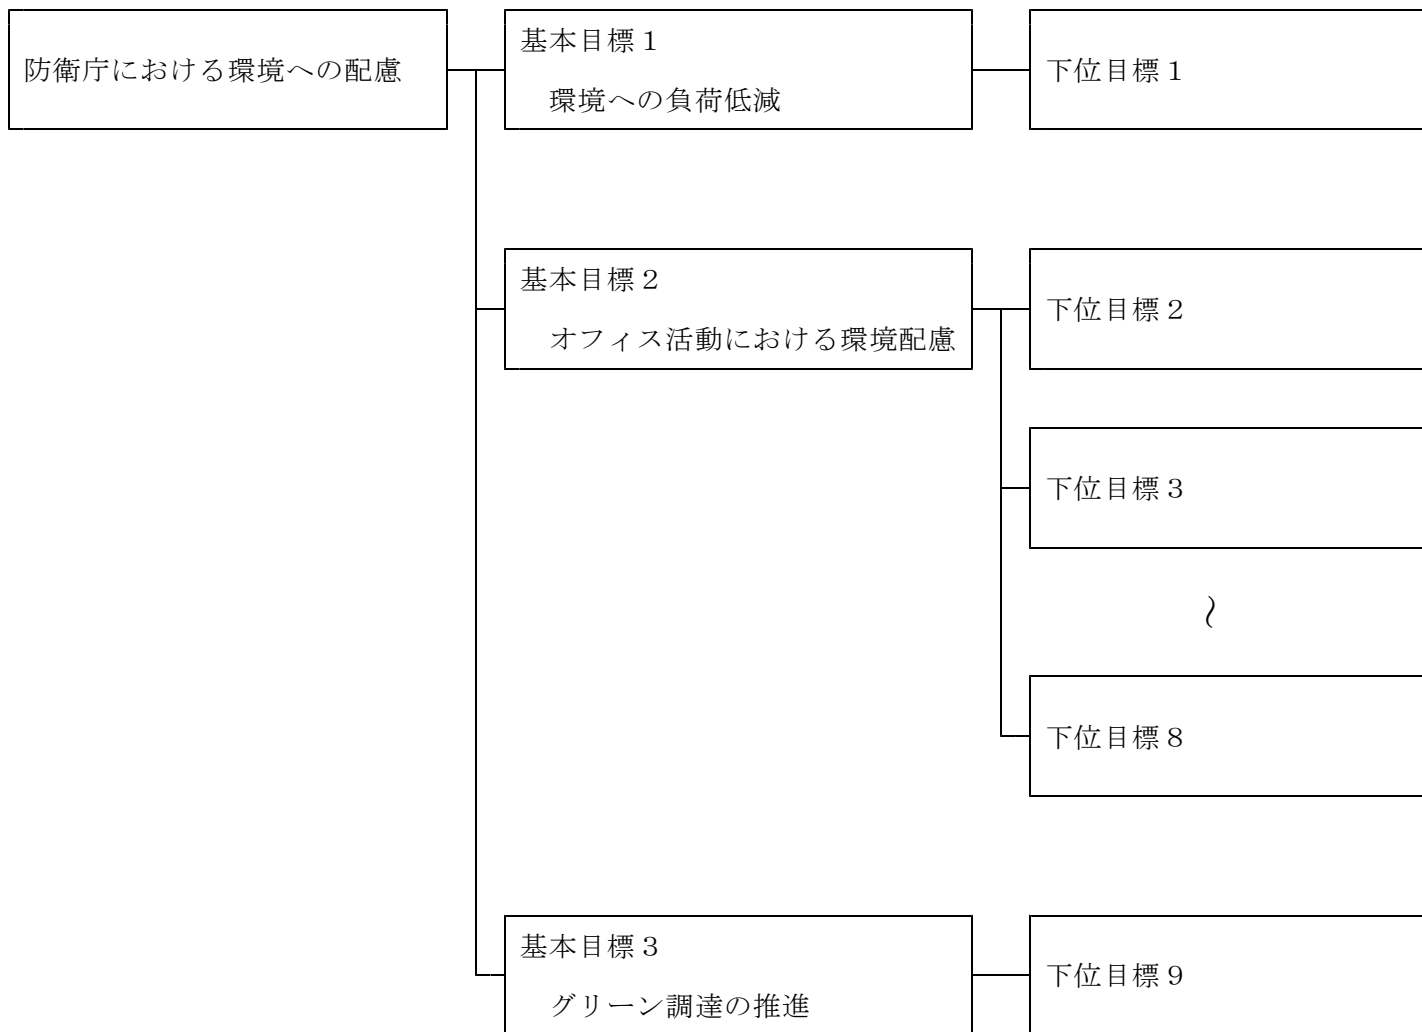 防衛庁における環境への配慮
基本目標１
環境への負荷低減
下位目標１
基本目標２
オフィス活動における環境配慮
下位目標２
下位目標３
～
下位目標８
基本目標３
グリーン調達の推進
下位目標９